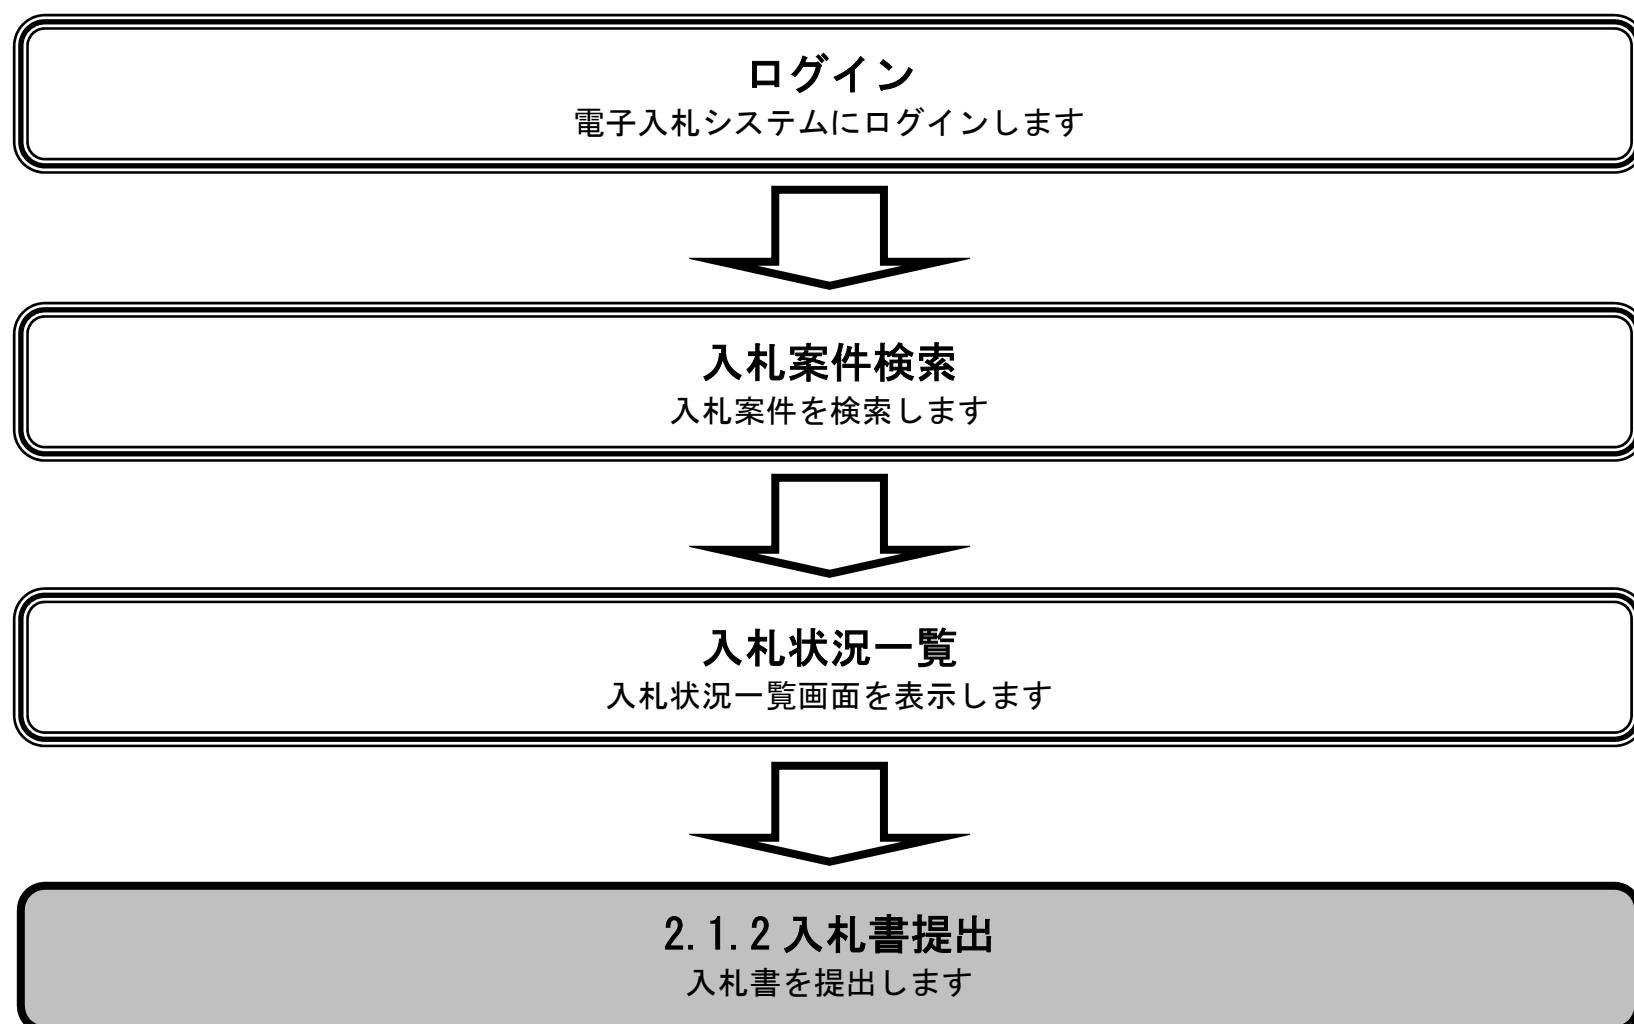 ログイン
電子入札システムにログインします
入札案件検索
入札案件を検索します
入札状況一覧
入札状況一覧画面を表示します
2.1.2 入札書提出
入札書を提出します